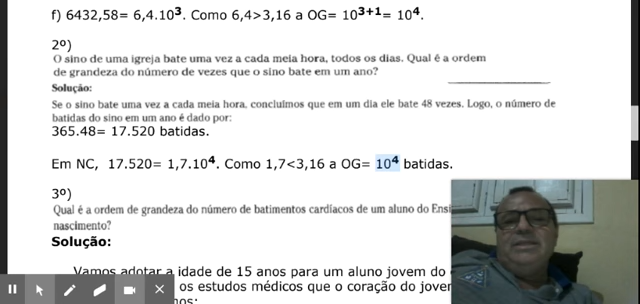 f) 6432,58= 6,4.10³. Como 6,4>3,16 a OG= 10³⁺¹= 10⁴.
2º)
O sino de uma igreja bate uma vez a cada meia hora, todos os dias. Qual é a ordem
de grandeza do número de vezes que o sino bate em um ano?
Solução:
Se o sino bate uma vez a cada meia hora, concluímos que em um dia ele bate 48 vezes. Logo, o número de
batidas do sino em um ano é dado por:
365.48= 17.520 batidas.
Em NC, 17.520= 1,7.10⁴. Como 1,7<3,16 a OG= 10⁴ batidas.
3º)
Qual é a ordem de grandeza do número de batimentos cardíacos de um aluno do
nascimento?
Solução:
Vamos adotar a idade de 15 anos para um aluno jovem do
os estudos médicos que o coração do